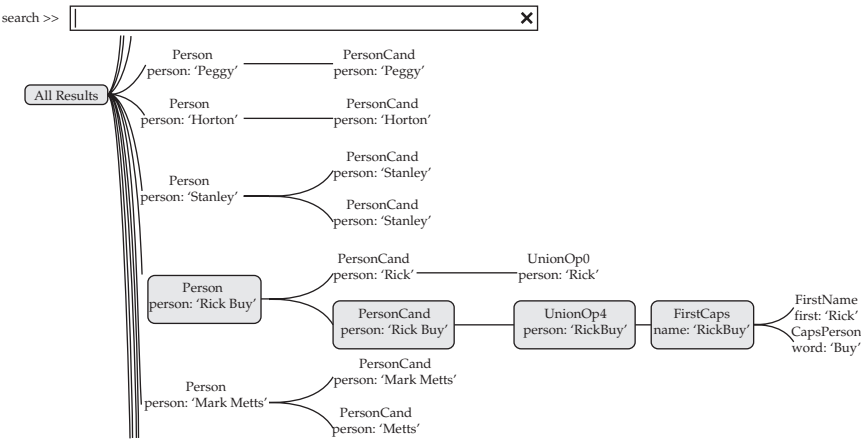 search >>
All Results
Person
person: ‘Peggy’
PersonCand
person: ‘Peggy’
Person
person: ‘Horton’
PersonCand
person: ‘Horton’
Person
person: ‘Stanley’
PersonCand
person: ‘Stanley’
PersonCand
person: ‘Stanley’
Person
person: ‘Rick Buy’
PersonCand
person: ‘Rick’
UnionOp0
person: ‘Rick’
PersonCand
person: ‘Rick Buy’
UnionOp4
person: ‘RickBuy’
FirstCaps
name: ‘RickBuy’
FirstName
first: ‘Rick’
CapsPerson
word: ‘Buy’
Person
person: ‘Mark Metts’
PersonCand
person: ‘Mark Metts’
PersonCand
person: ‘Metts’